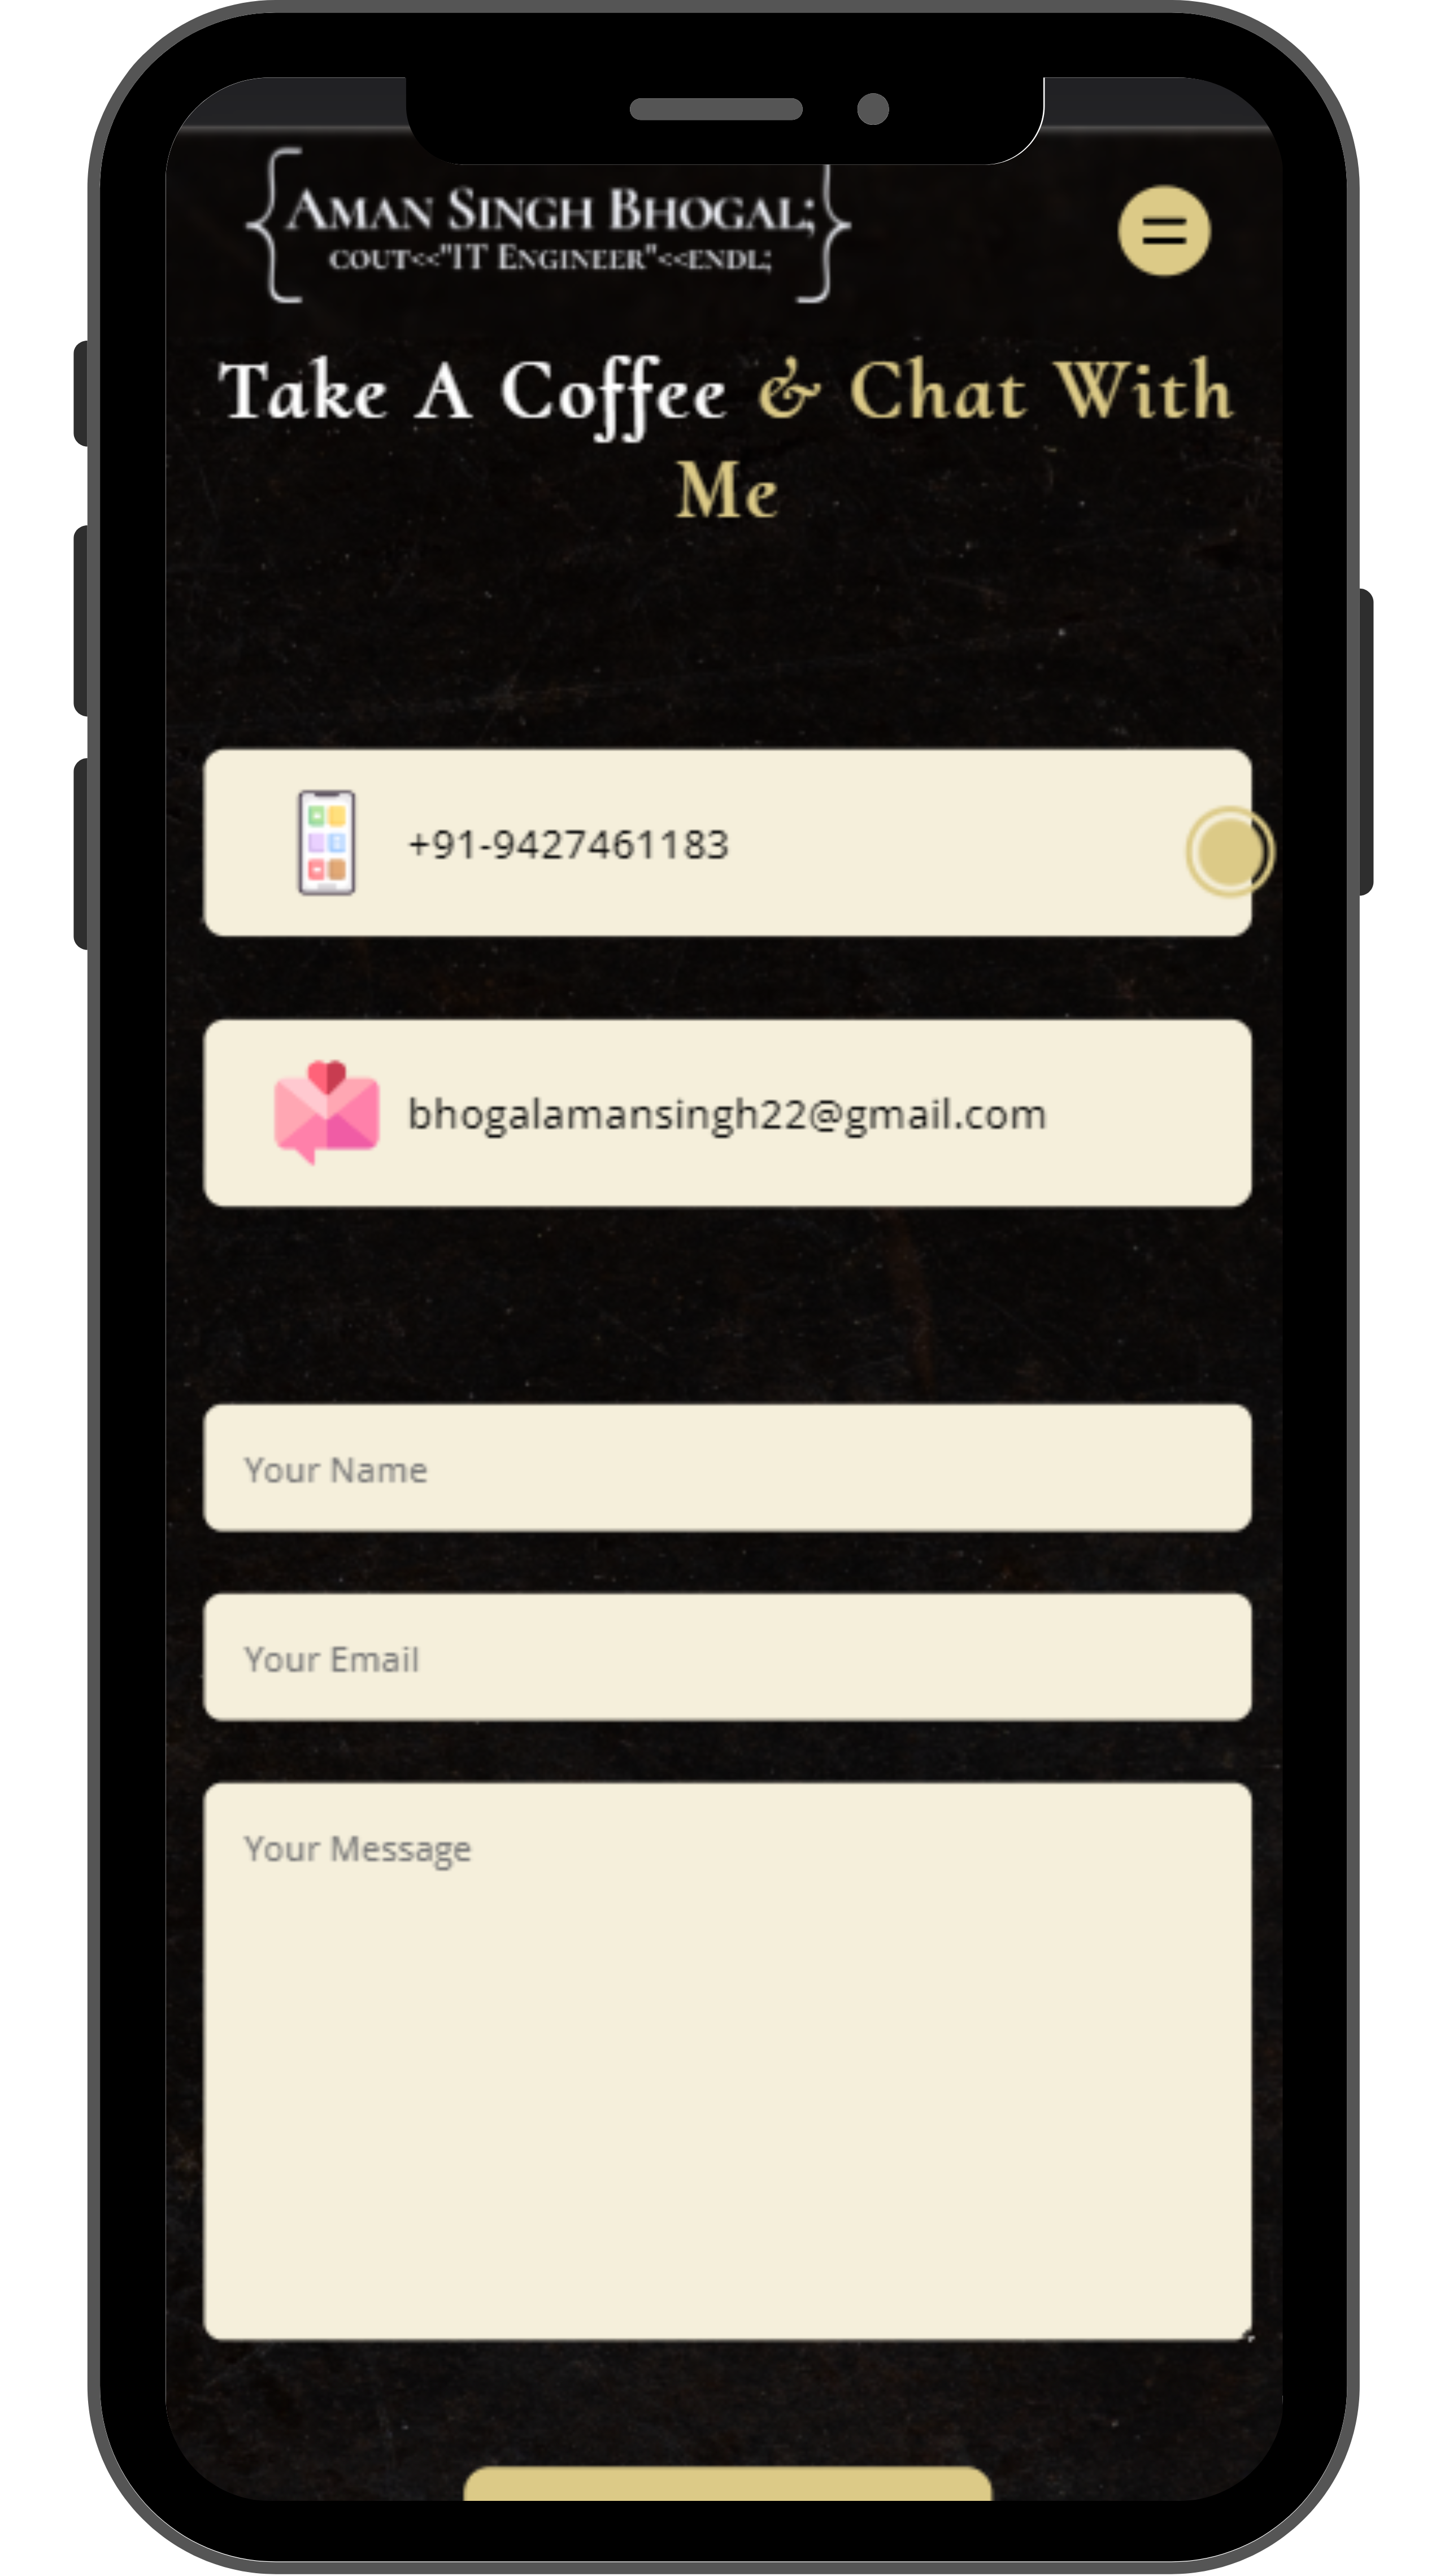 Aman Singh Bhogal;
cout<<"IT Engineer"<<endl;
Take A Coffee & Chat With
Me
+91-9427461183
bhogalamansingh22@gmail.com
Your Name
Your Email
Your Message